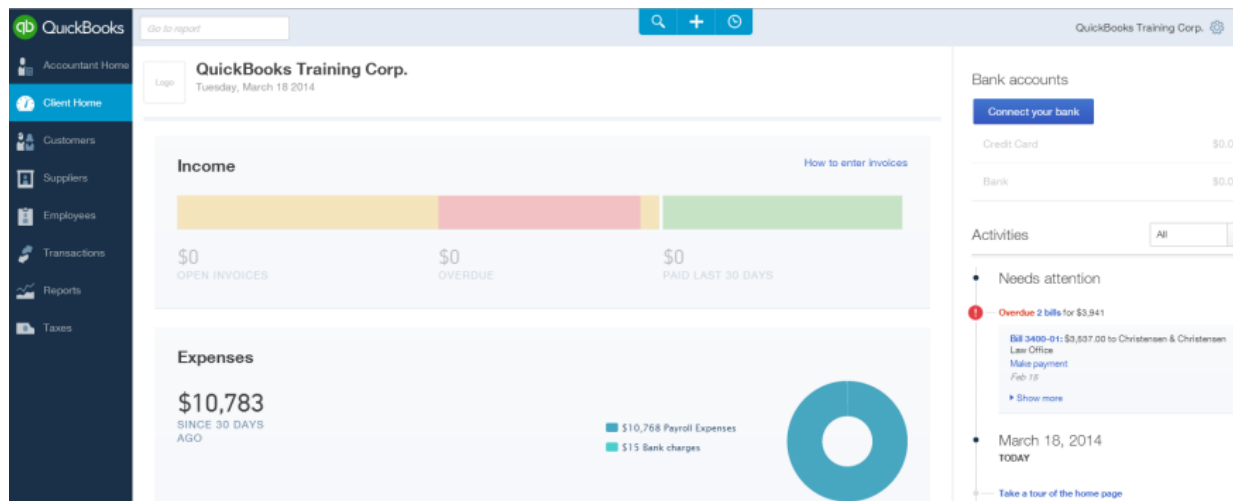 QuickBooks
Go to report
QuickBooks Training Corp.
Accountant Home
Client Home
Customers
Suppliers
Employees
Transactions
Reports
Taxes
Logo
QuickBooks Training Corp.
Tuesday, March 18 2014
Income
How to enter invoices
$0
OPEN INVOICES
$0
OVERDUE
$0
PAID LAST 30 DAYS
Expenses
$10,783
SINCE 30 DAYS
AGO
$10,768 Payroll Expenses
$15 Bank charges
Bank accounts
Connect your bank
Credit Card $0.0
Bank $0.0
Activities
All
Needs attention
Overdue 2 bills for $3,941
Bill 3400-01: $3,537.00 to Christensen & Christensen
Law Office
Make payment
Feb 18
Show more
March 18, 2014
TODAY
Take a tour of the home page